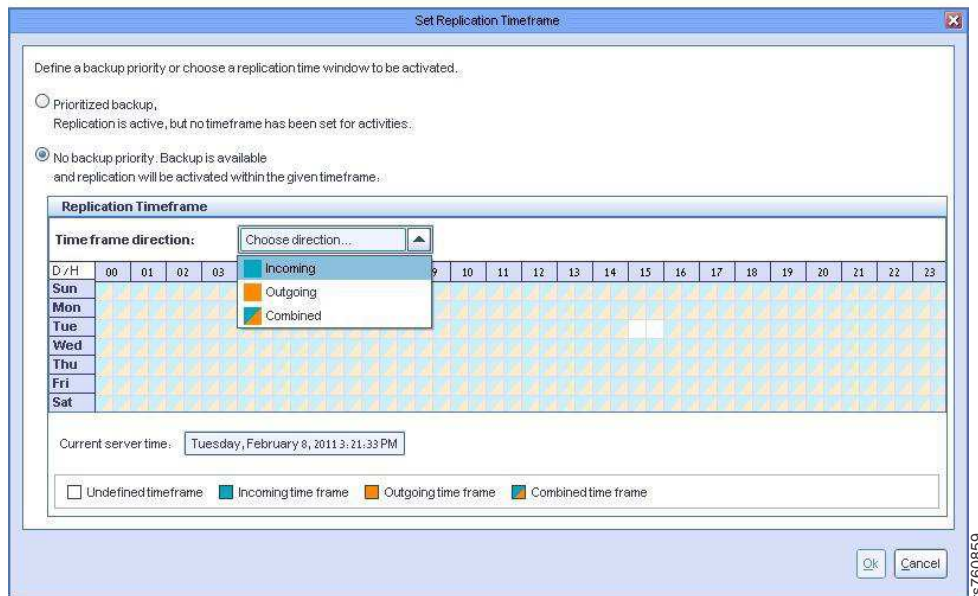 Set Replication Timeframe
Define a backup priority or choose a replication time window to be activated.
Prioritized backup,
Replication is active, but no timeframe has been set for activities.
No backup priority. Backup is available
and replication will be activated within the given timeframe:
Replication Timeframe
Time frame direction:
Choose direction...
Incoming
Outgoing
Combined
D/H 00 01 02 03 9 10 11 12 13 14 15 16 17 18 19 20 21 22 23
Sun
Mon
Tue
Wed
Thu
Fri
Sat
Current server time: Tuesday, February 8, 2011 3:21:33 PM
Undefined timeframe Incoming time frame Outgoing time frame Combined time frame
Ok Cancel
ts760859